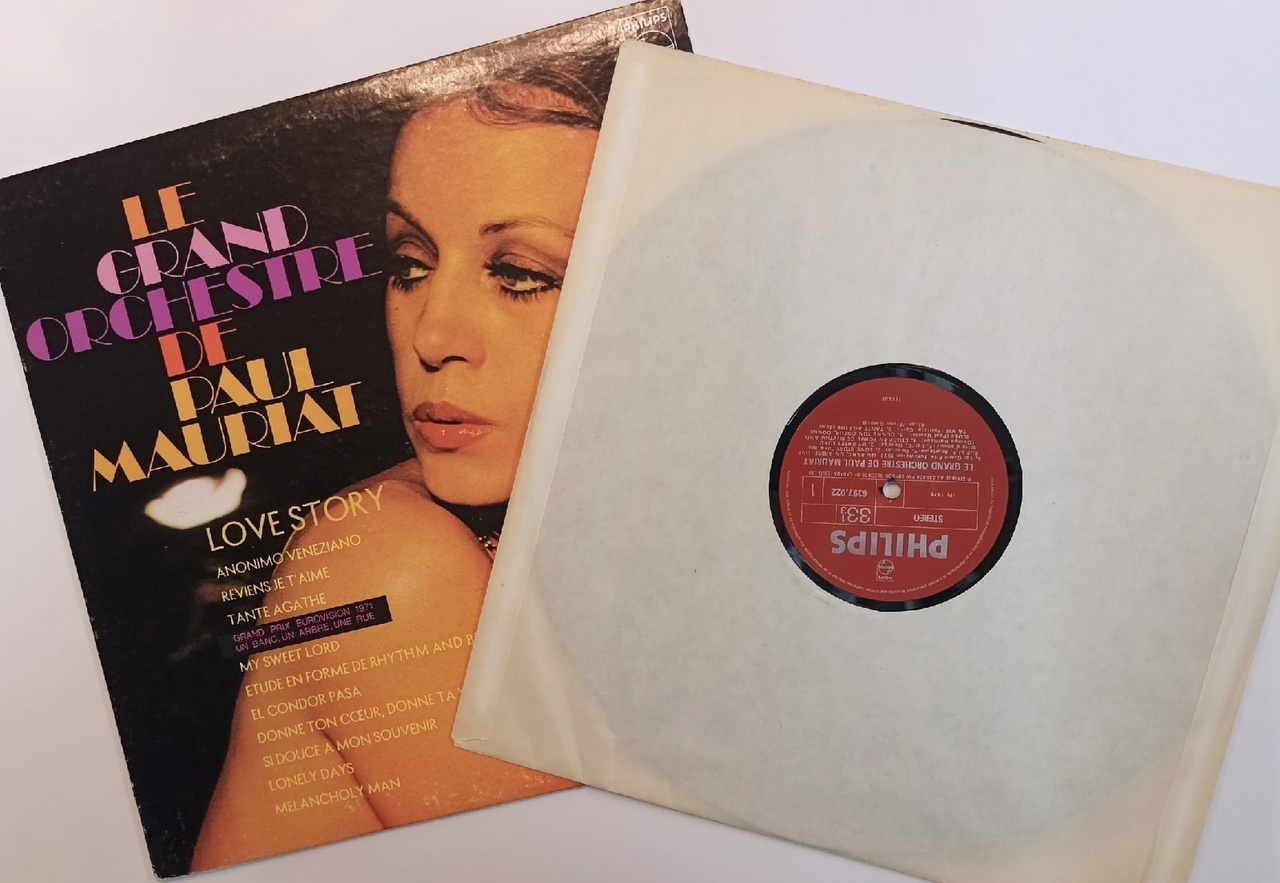 PHILIPS
LE
GRAND
ORCHESTRE
DE
PAUL
MAURIAT
LOVE STORY
ANONIMO VENEZIANO
REVIENS JE T'AIME
TANTE AGATHE
GRAND PRIX EUROVISION 1971
UN BANC, UN ARBRE, UNE RUE
MY SWEET LORD
ETUDE EN FORME DE RHYTHM AND B
EL CONDOR PASA
DONNE TON CŒUR, DONNE TA
SI DOUCE A MON SOUVENIR
LONELY DAYS
MELANCHOLY MAN
PHILIPS
STEREO
33⅓
6397.022
1
LE GRAND ORCHESTRE DE PAUL MAURIAT